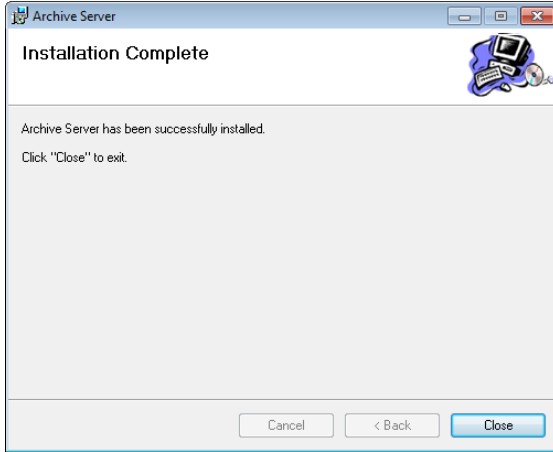 Archive Server
Installation Complete
Archive Server has been successfully installed.
Click "Close" to exit.
Cancel
< Back
Close